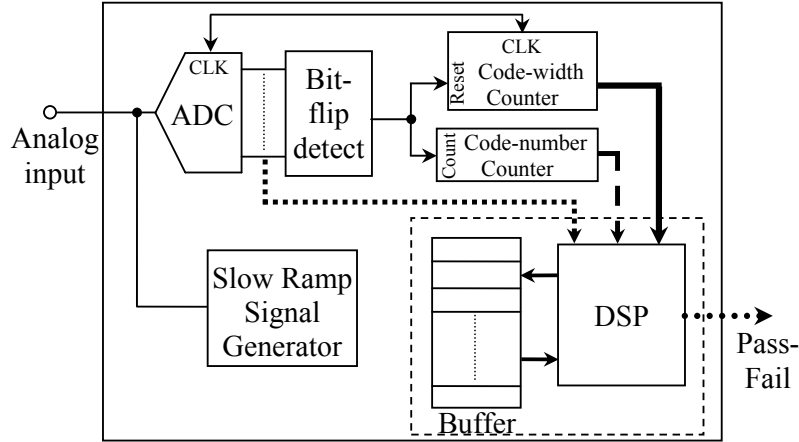 CLK
ADC
Bit-
flip
detect
CLK
Reset
Code-width
Counter
Count
Code-number
Counter
Analog
input
Slow Ramp
Signal
Generator
Buffer
DSP
Pass-
Fail